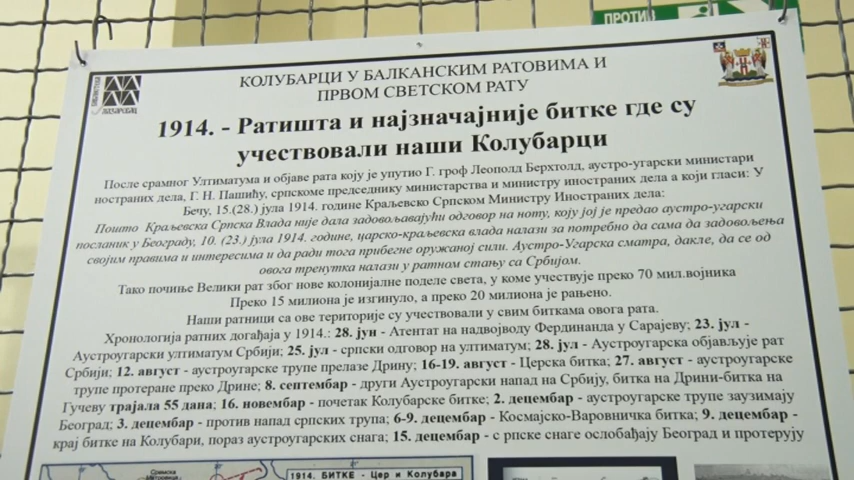 ПРОТИВ
БИБЛИОТЕКА
ЛАЗАРЕВАЦ
КОЛУБАРЦИ У БАЛКАНСКИМ РАТОВИМА И
ПРВОМ СВЕТСКОМ РАТУ
1914. - Ратишта и најзначајније битке где су
учествовали наши Колубарци
После срамног Ултиматума и објаве рата коју је упутио Г. гроф Леополд Берхтолд, аустро-угарски министар
иностраних дела, Г. Н. Пашићу, српскоме председнику министарства и министру иностраних дела а који гласи: У
Бечу, 15.(28.) јула 1914. године Краљевско Српском Министру Иностраних дела:
Пошто Краљевска Српска Влада није дала задовољавајући одговор на ноту, коју јој је предао аустро-угарски
посланик у Београду, 10. (23.) јула 1914. године, царско-краљевска влада налази за потребно да сама да задовољења
својим правима и интересима и да ради тога прибегне оружаној сили. Аустро-Угарска сматра, дакле, да се од
овога тренутка налази у ратном стању са Србијом.
Тако почиње Велики рат због нове колонијалне поделе света, у коме учествује преко 70 мил.војника
Преко 15 милиона је изгинуло, а преко 20 милиона је рањено.
Наши ратници са ове територије су учествовали у свим биткама овога рата.
Хронологија ратних догађаја у 1914.: 28. јун - Атентат на надвојводу Фердинанда у Сарајеву; 23. јул -
Аустроугарски ултиматум Србији; 25. јул - српски одговор на ултиматум; 28. јул - Аустроугарска објављује рат
Србији; 12. август - аустроугарске трупе прелазе Дрину; 16-19. август - Церска битка; 27. август - аустроугарске
трупе протеране преко Дрине; 8. септембар - други Аустроугарски напад на Србију, битка на Дрини-битка на
Гучеву трајала 55 дана; 16. новембар - почетак Колубарске битке; 2. децембар - аустроугарске трупе заузимају
Београд; 3. децембар - против напад српских трупа; 6-9. децембар - Космајско-Варовничка битка; 9. децембар -
крај битке на Колубари, пораз аустроугарских снага; 15. децембар - с рпске снаге ослобађају Београд и протерују
Сремска
Митровица
1914. БИТКЕ - Цер и Колубара